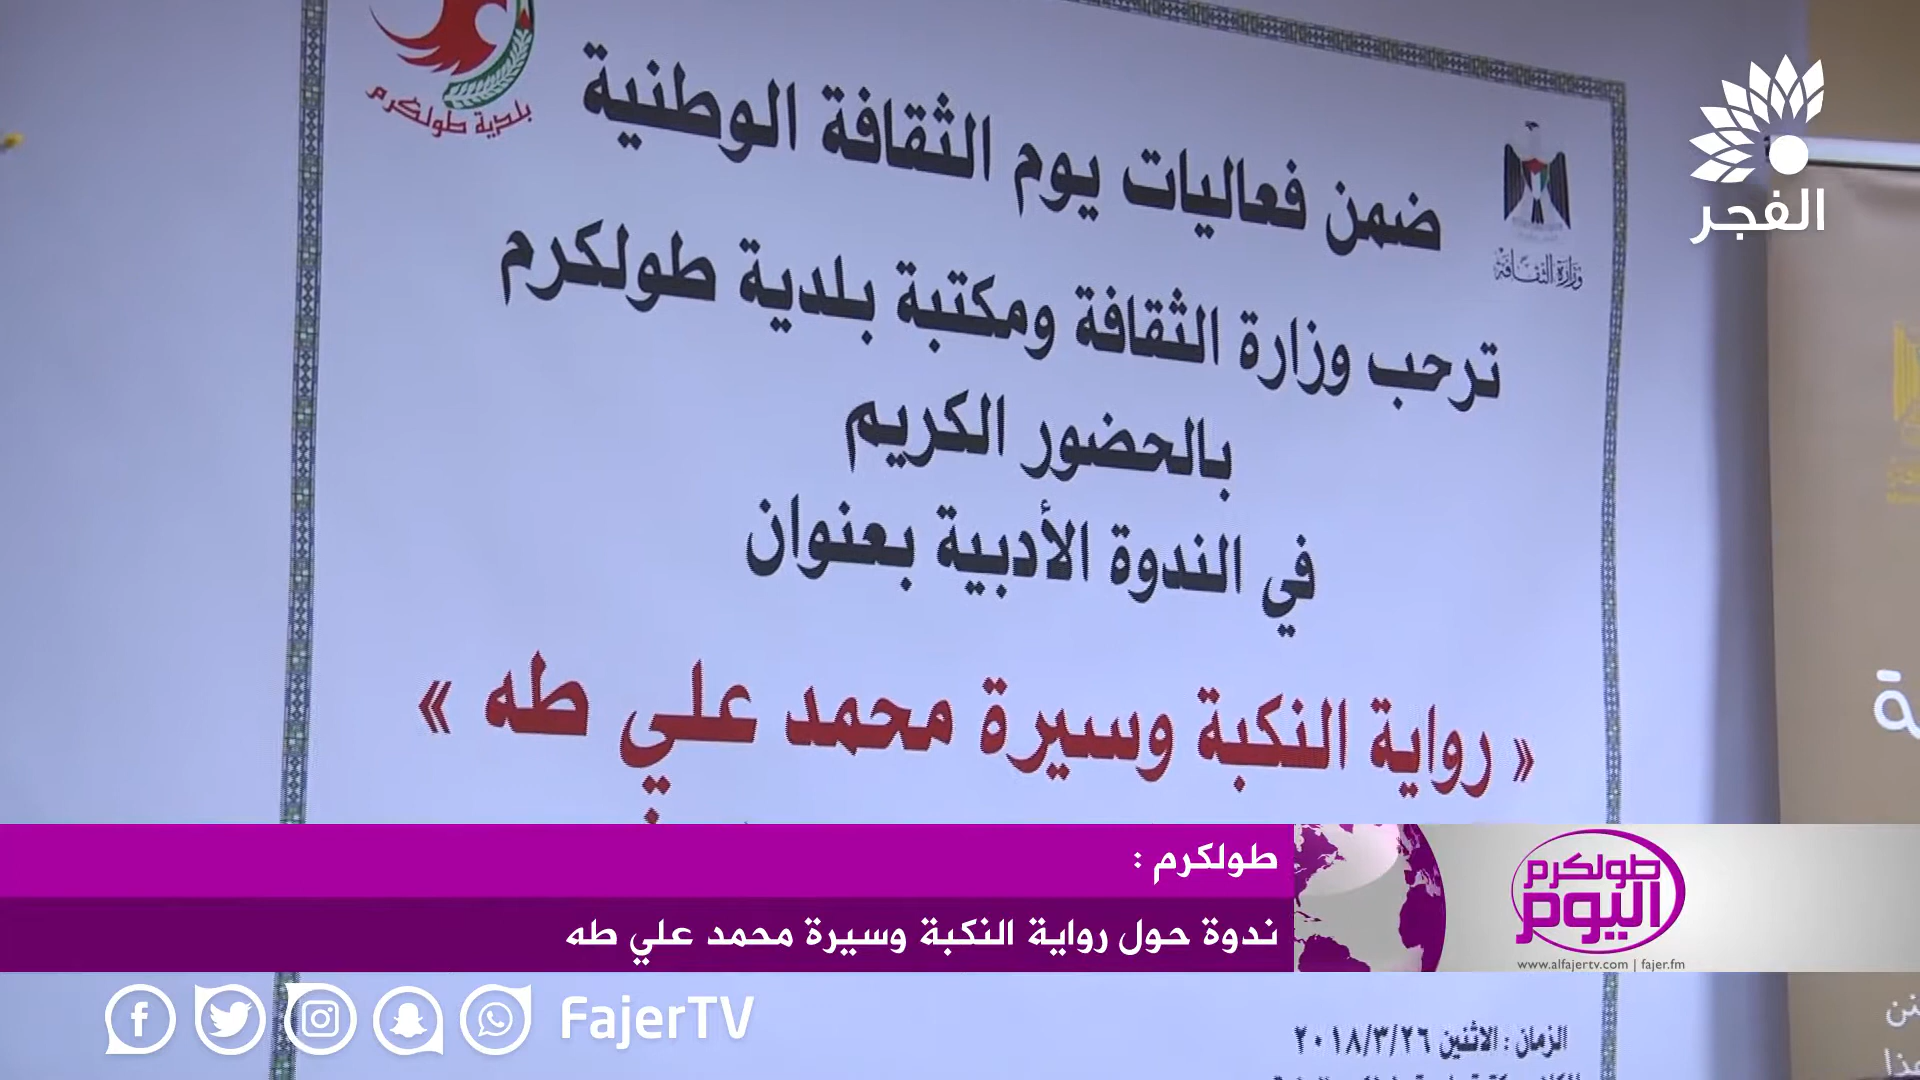 بلدية طولكرم
ضمن فعاليات يوم الثقافة الوطنية
وزارة الثقافة
ترحب وزارة الثقافة ومكتبة بلدية طولكرم
بالحضور الكريم
في الندوة الأدبية بعنوان
« رواية النكبة وسيرة محمد علي طه »
الفجر
طولكرم :
ندوة حول رواية النكبة وسيرة محمد علي طه
طولكرم
اليوم
www.alfajertv.com | fajer.fm
FajerTV
الزمان : الاثنين ٢٠١٨/٣/٢٦